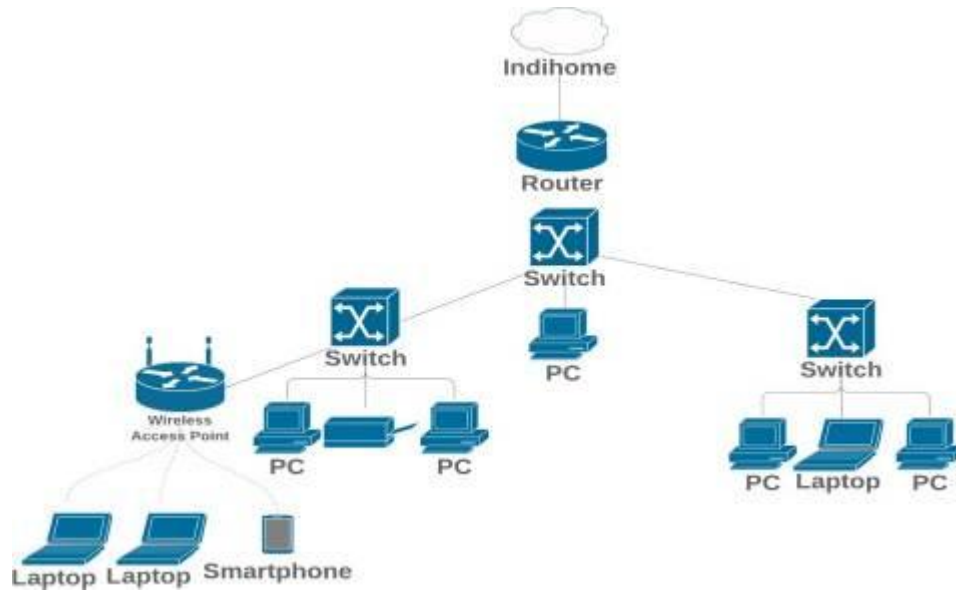 Indihome
Router
Switch
Switch
PC
Switch
Wireless
Access Point
PC
PC
PC
Laptop
PC
Laptop
Laptop
Smartphone